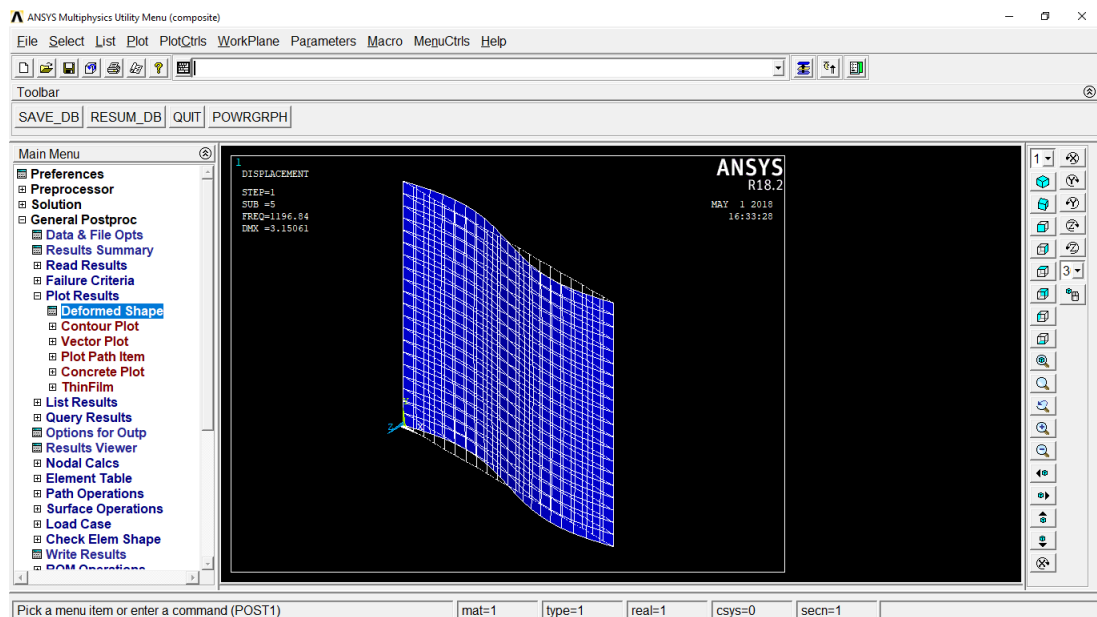 ANSYS Multiphysics Utility Menu (composite)
File Select List Plot PlotCtrls WorkPlane Parameters Macro MenuCtrls Help
Toolbar
SAVE_DB RESUM_DB QUIT POWRGRPH
Main Menu
Preferences
Preprocessor
Solution
General Postproc
Data & File Opts
Results Summary
Read Results
Failure Criteria
Plot Results
Deformed Shape
Contour Plot
Vector Plot
Plot Path Item
Concrete Plot
ThinFilm
List Results
Query Results
Options for Outp
Results Viewer
Nodal Calcs
Element Table
Path Operations
Surface Operations
Load Case
Check Elem Shape
Write Results
ROM Operations
1
DISPLACEMENT
STEP=1
SUB =5
FREQ=1196.84
DMX =3.15061
ANSYS
R18.2
MAY 1 2018
16:33:28
Y
Z X
1
3
Pick a menu item or enter a command (POST1) mat=1 type=1 real=1 csys=0 secn=1